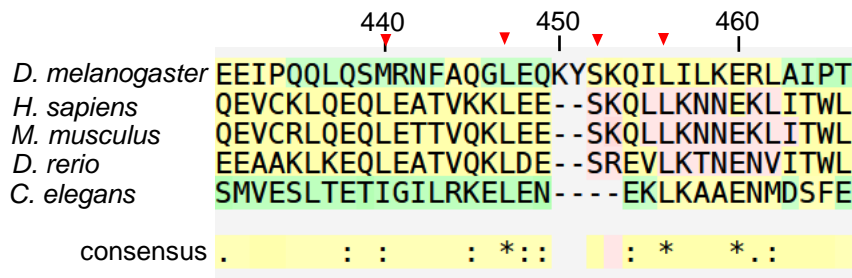 440 450 460
D. melanogaster EEIPQQLQSMRNFAQGLEQKYSKQILILKERLAIPT
H. sapiens QEVCKLQEQLEATVKKLEE--SKQLLKNNEKLITWL
M. musculus QEVCRLQEQLETTVQKLEE--SKQLLKNNEKLITWL
D. rerio EEAAKLKEQLEATVQKLDE--SREVLKTNENVITWL
C. elegans SMVESLTETIGILRKELEN----EKLKAAENMDSFE
consensus .      : :    : *::    : *   *.: